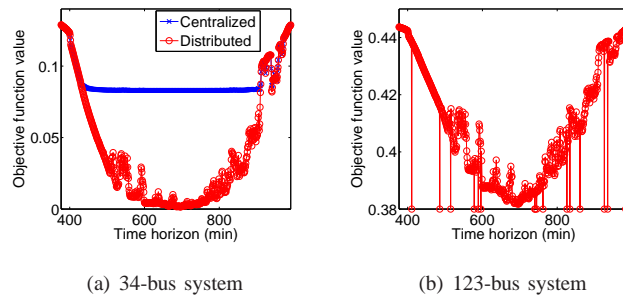 Centralized
Distributed
Objective function value
0.1
0.05
0
400 600 800
Time horizon (min)
(a) 34-bus system
Objective function value
0.44
0.42
0.4
0.38
400 600 800
Time horizon (min)
(b) 123-bus system